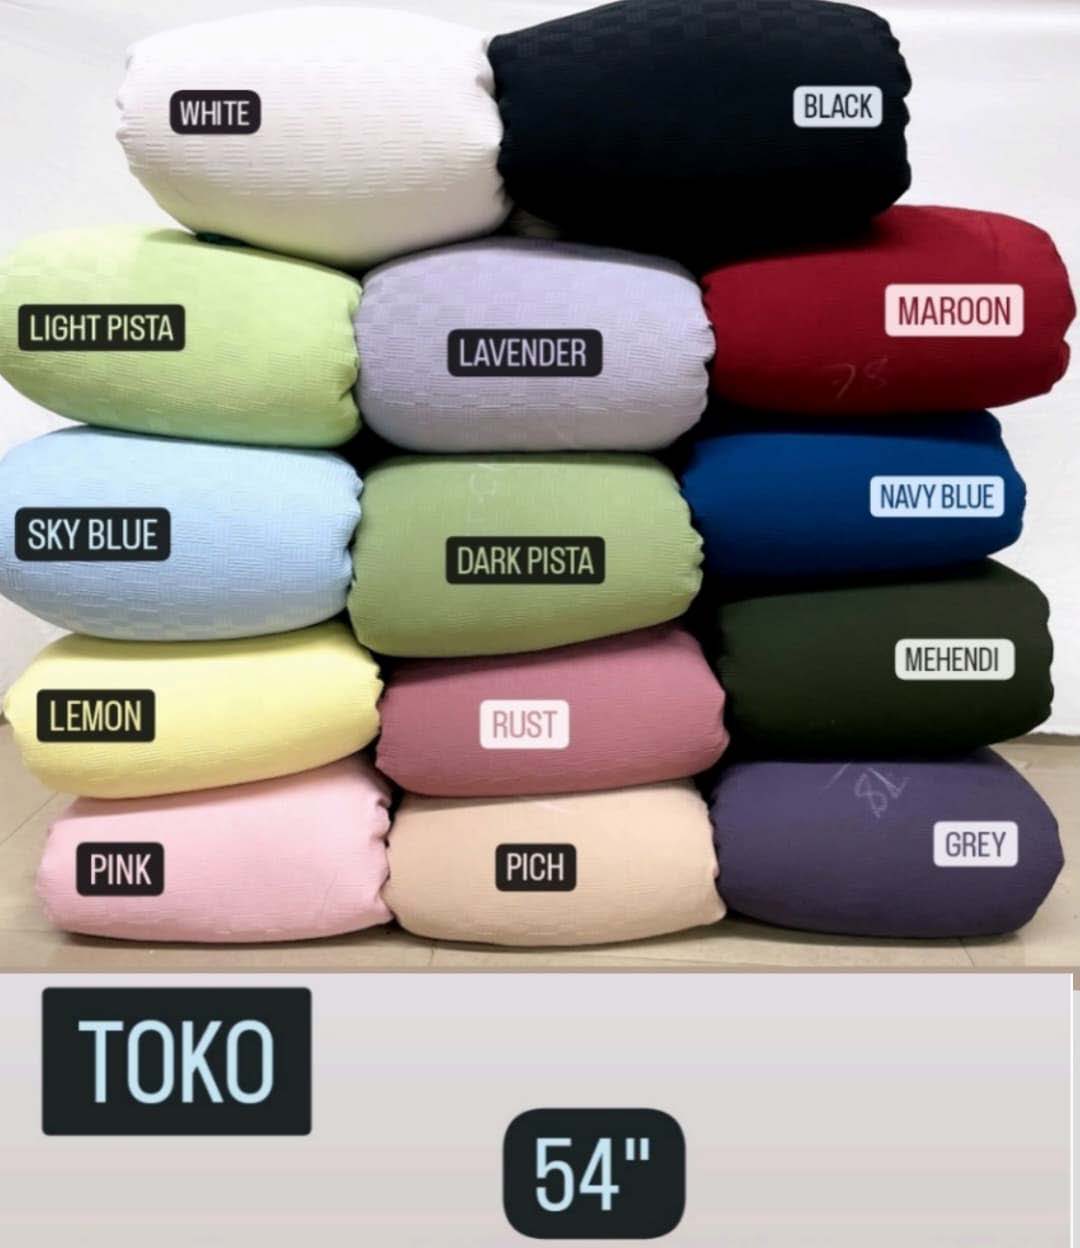 WHITE
BLACK
LIGHT PISTA
LAVENDER
MAROON
78
SKY BLUE
DARK PISTA
NAVY BLUE
LEMON
RUST
MEHENDI
PINK
PICH
GREY
TOKO
54"